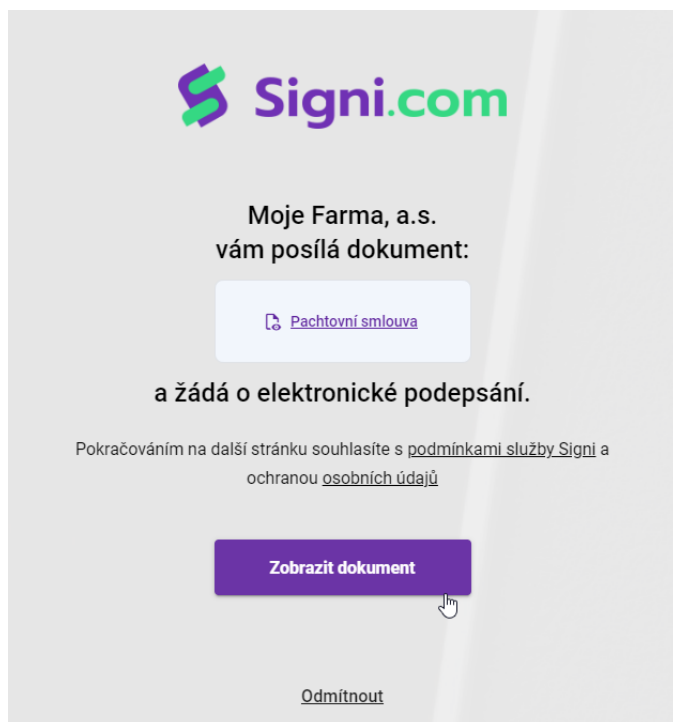 Signi.com
Moje Farma, a.s.
vám posílá dokument:
Pachtovní smlouva
a žádá o elektronické podepsání.
Pokračováním na další stránku souhlasíte s podmínkami služby Signi a
ochranou osobních údajů
Zobrazit dokument
Odmítnout